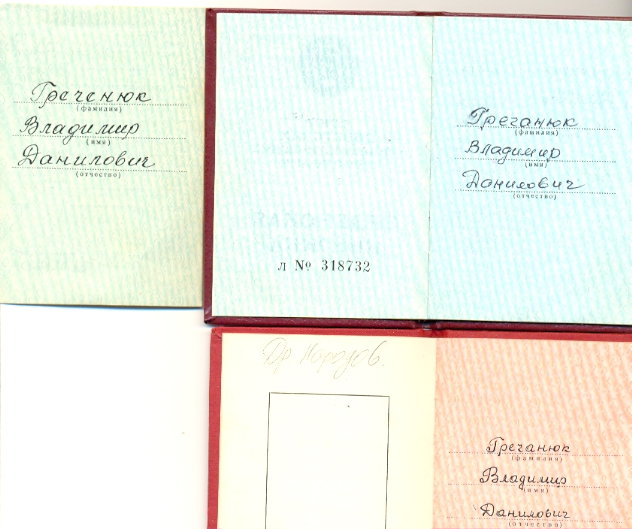 Греченюк
(фамилия)
Владимир
(имя)
Данилович
(отчество)
л № 318732
Гречанюк
(фамилия)
Владимир
(имя)
Данилович
(отчество)
Гречанюк
(фамилия)
Владимир
(имя)
Данилович
(отчество)